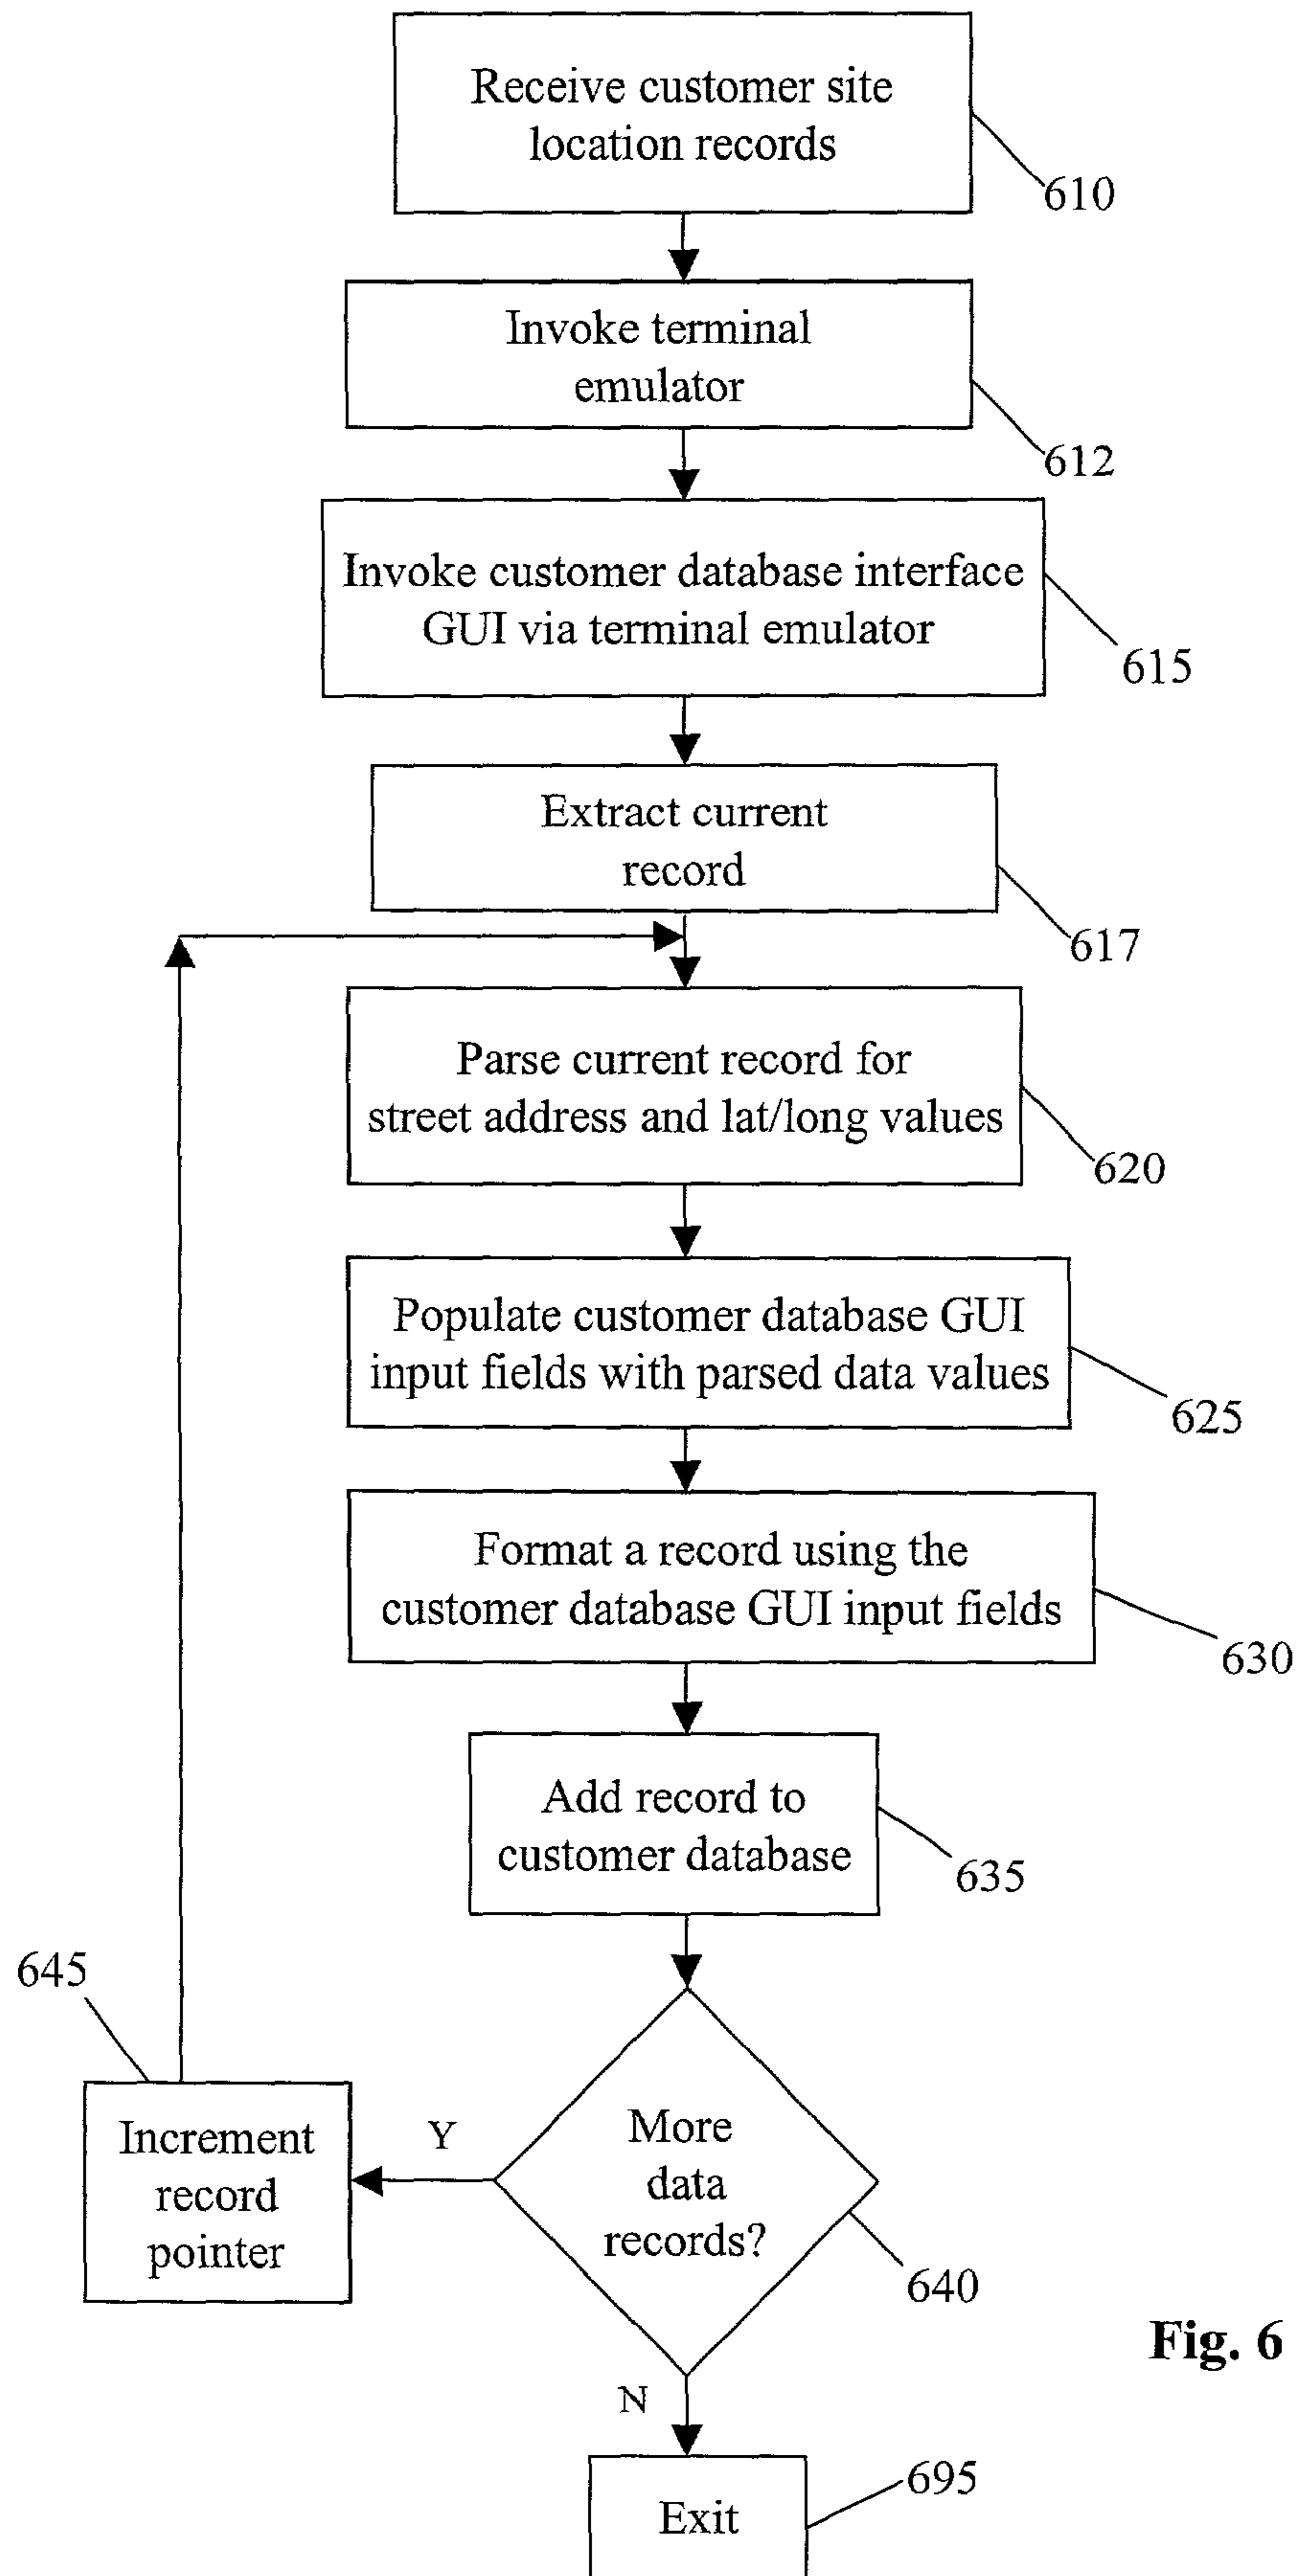 Receive customer site
location records
610
Invoke terminal
emulator
612
Invoke customer database interface
GUI via terminal emulator
615
Extract current
record
617
Parse current record for
street address and lat/long values
620
Populate customer database GUI
input fields with parsed data values
625
Format a record using the
customer database GUI input fields
630
Add record to
customer database
635
645
Increment
record
pointer
Y
More
data
records?
640
Fig. 6
N
695
Exit